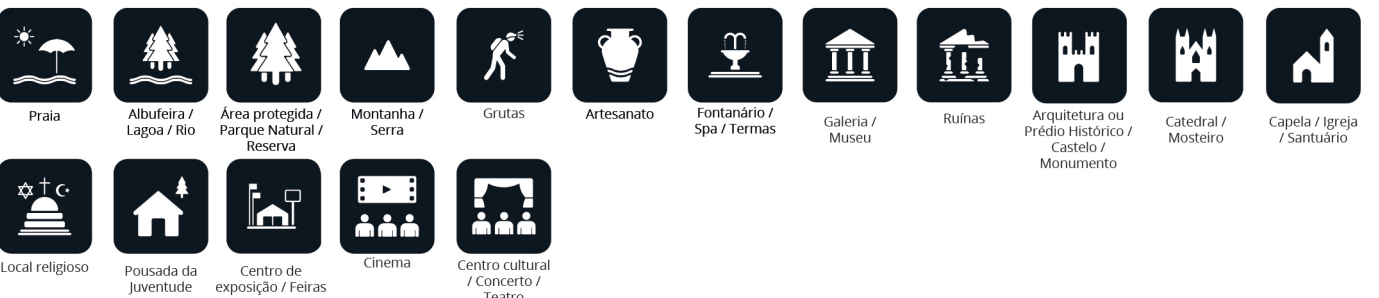 Praia
Albufeira /
Lagoa / Rio
Área protegida /
Parque Natural /
Reserva
Montanha /
Serra
Grutas
Artesanato
Fontanário /
Spa / Termas
Galeria /
Museu
Ruínas
Arquitetura ou
Prédio Histórico /
Castelo /
Monumento
Catedral /
Mosteiro
Capela / Igreja
/ Santuário
Local religioso
Pousada da
Juventude
Centro de
exposição / Feiras
Cinema
Centro cultural
/ Concerto /
Teatro